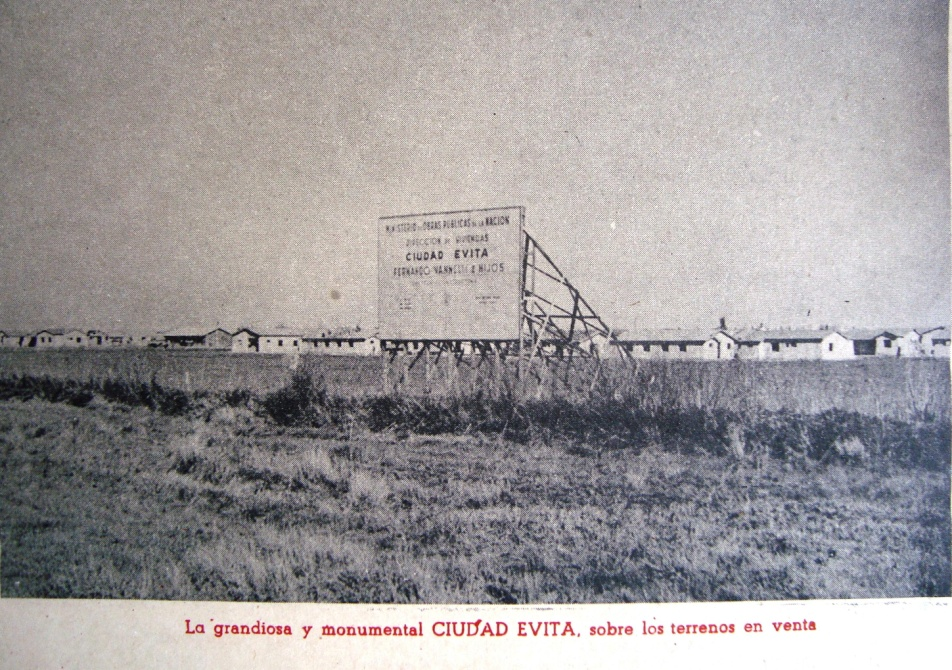 MINISTERIO DE OBRAS PUBLICAS DE LA NACION
DIRECCION DE VIVIENDAS
CIUDAD EVITA
FERNANDO VANNELLI E HIJOS
La grandiosa y monumental CIUDAD EVITA, sobre los terrenos en venta